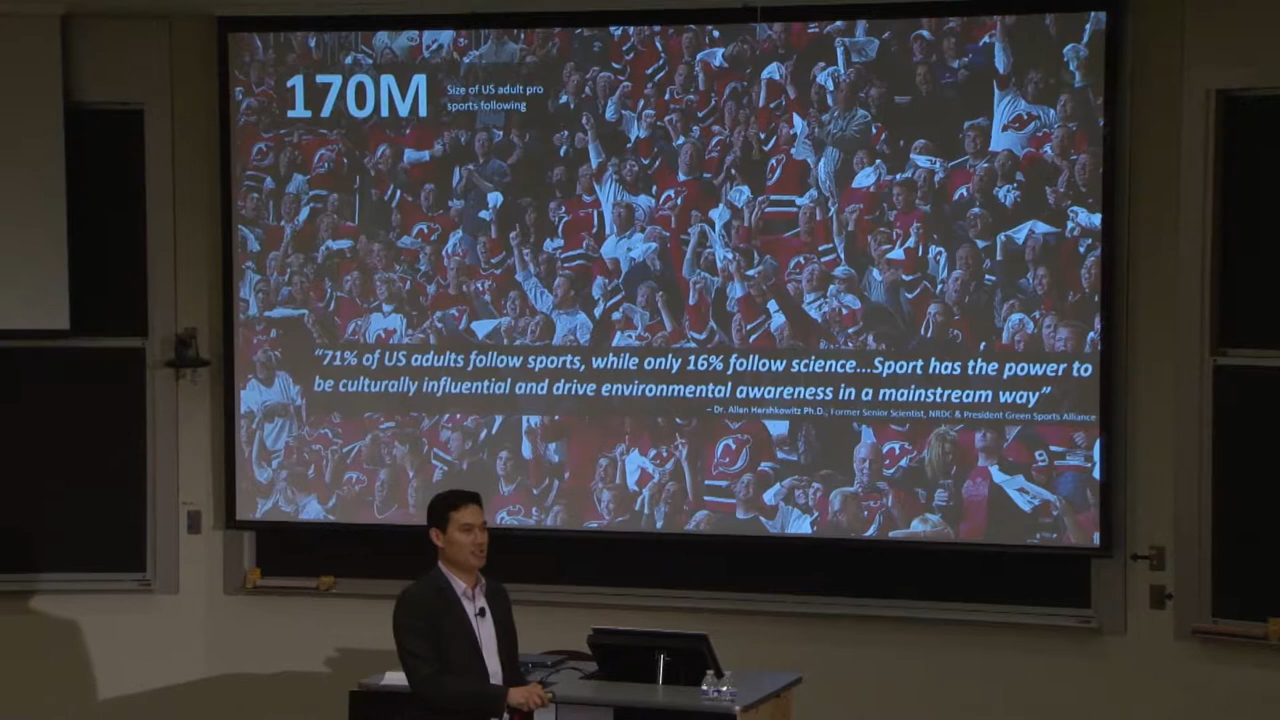 170M
Size of US adult pro
sports following
“71% of US adults follow sports, while only 16% follow science...Sport has the power to
be culturally influential and drive environmental awareness in a mainstream way”
– Dr. Allen Hershkowitz Ph.D., Former Senior Scientist, NRDC & President Green Sports Alliance